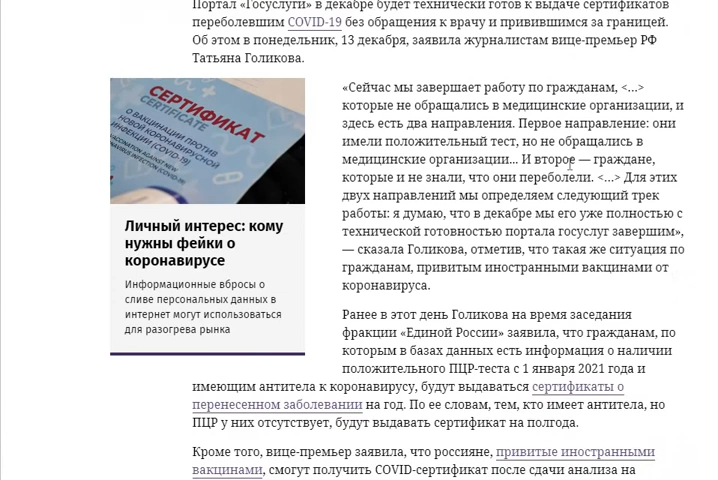 Портал «Госуслуги» в декабре будет технически готов к выдаче сертификатов
переболевшим COVID-19 без обращения к врачу и привившимся за границей.
Об этом в понедельник, 13 декабря, заявила журналистам вице-премьер РФ
Татьяна Голикова.
СЕРТИФИКАТ
CERTIFICATE
О ВАКЦИНАЦИИ ПРОТИВ
НОВОЙ КОРОНАВИРУСНОЙ
ИНФЕКЦИИ (COVID-19)
Личный интерес: кому
нужны фейки о
коронавирусе
Информационные вбросы о
сливе персональных данных в
интернет могут использоваться
для разогрева рынка
«Сейчас мы завершает работу по гражданам, <...>
которые не обращались в медицинские организации, и
здесь есть два направления. Первое направление: они
имели положительный тест, но не обращались в
медицинские организации... И второе — граждане,
которые и не знали, что они переболели. <...> Для этих
двух направлений мы определяем следующий трек
работы: я думаю, что в декабре мы его уже полностью с
технической готовностью портала госуслуг завершим»,
— сказала Голикова, отметив, что такая же ситуация по
гражданам, привитым иностранными вакцинами от
коронавируса.
Ранее в этот день Голикова на время заседания
фракции «Единой России» заявила, что гражданам, по
которым в базах данных есть информация о наличии
положительного ПЦР-теста с 1 января 2021 года и
имеющим антитела к коронавирусу, будут выдаваться сертификаты о
перенесенном заболевании на год. По ее словам, тем, кто имеет антитела, но
ПЦР у них отсутствует, будут выдавать сертификат на полгода.
Кроме того, вице-премьер заявила, что россияне, привитые иностранными
вакцинами, смогут получить COVID-сертификат после сдачи анализа на